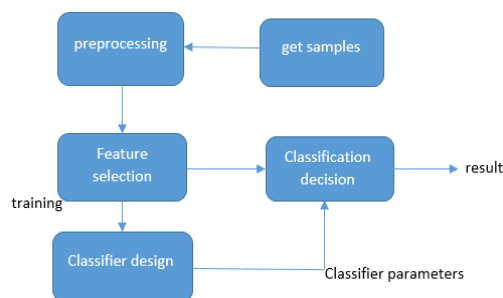 preprocessing
get samples
Feature
selection
Classification
decision
result
training
Classifier design
Classifier parameters